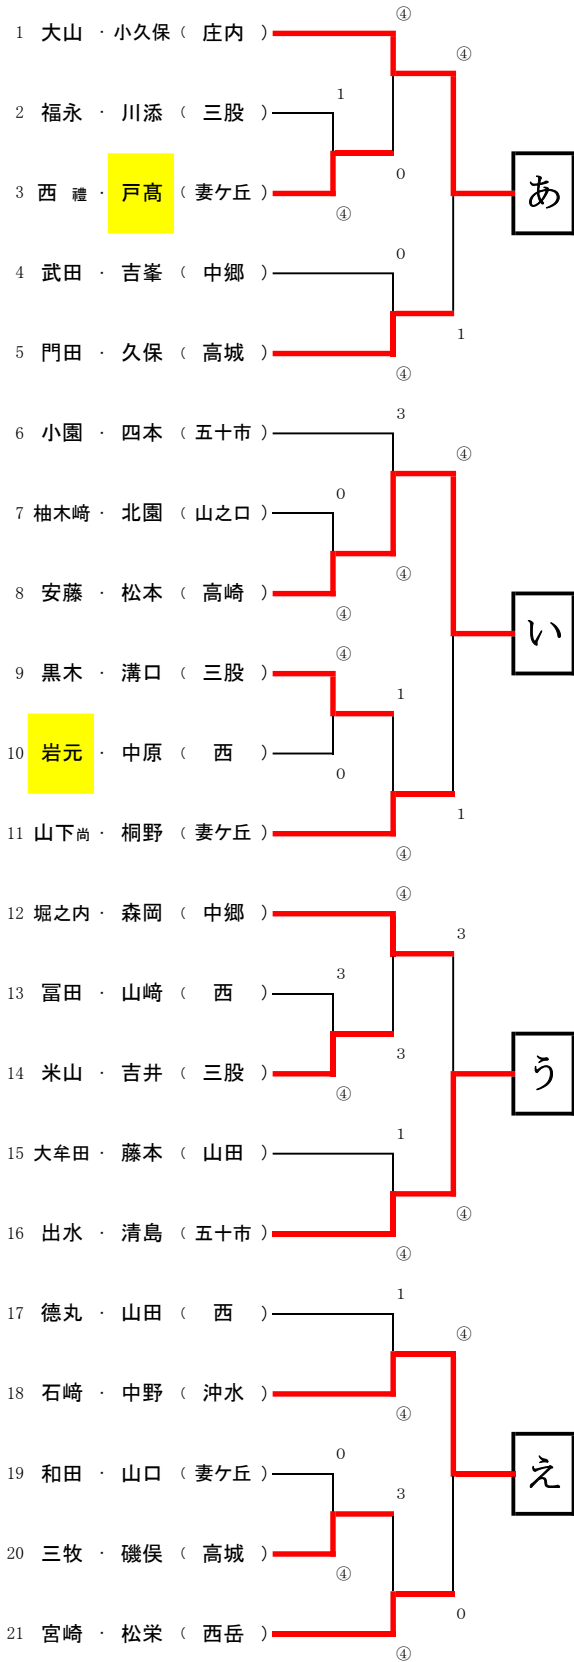 ④
1 大山 ・ 小久保 （ 庄内 ）
④
1
2 福永 ・ 川添 （ 三股 ）
0
3 西 禮 ・ 戸髙 （ 妻ケ丘 ）
あ
④
0
4 武田 ・ 吉峯 （ 中郷 ）
1
5 門田 ・ 久保 （ 高城 ）
④
3
6 小園 ・ 四本 （ 五十市 ）
④
0
7 柚木﨑 ・ 北園 （ 山之口 ）
④
8 安藤 ・ 松本 （ 高崎 ）
④
い
④
9 黒木 ・ 溝口 （ 三股 ）
1
10 岩元 ・ 中原 （ 西 ）
0
1
11 山下尚 ・ 桐野 （ 妻ケ丘 ）
④
④
12 堀之内 ・ 森岡 （ 中郷 ）
3
3
13 冨田 ・ 山﨑 （ 西 ）
3
14 米山 ・ 吉井 （ 三股 ）
う
④
1
15 大牟田 ・ 藤本 （ 山田 ）
④
16 出水 ・ 清島 （ 五十市 ）
④
1
17 德丸 ・ 山田 （ 西 ）
④
18 石﨑 ・ 中野 （ 沖水 ）
④
0
19 和田 ・ 山口 （ 妻ケ丘 ）
え
3
20 三牧 ・ 磯俣 （ 高城 ）
④
0
21 宮崎 ・ 松栄 （ 西岳 ）
④